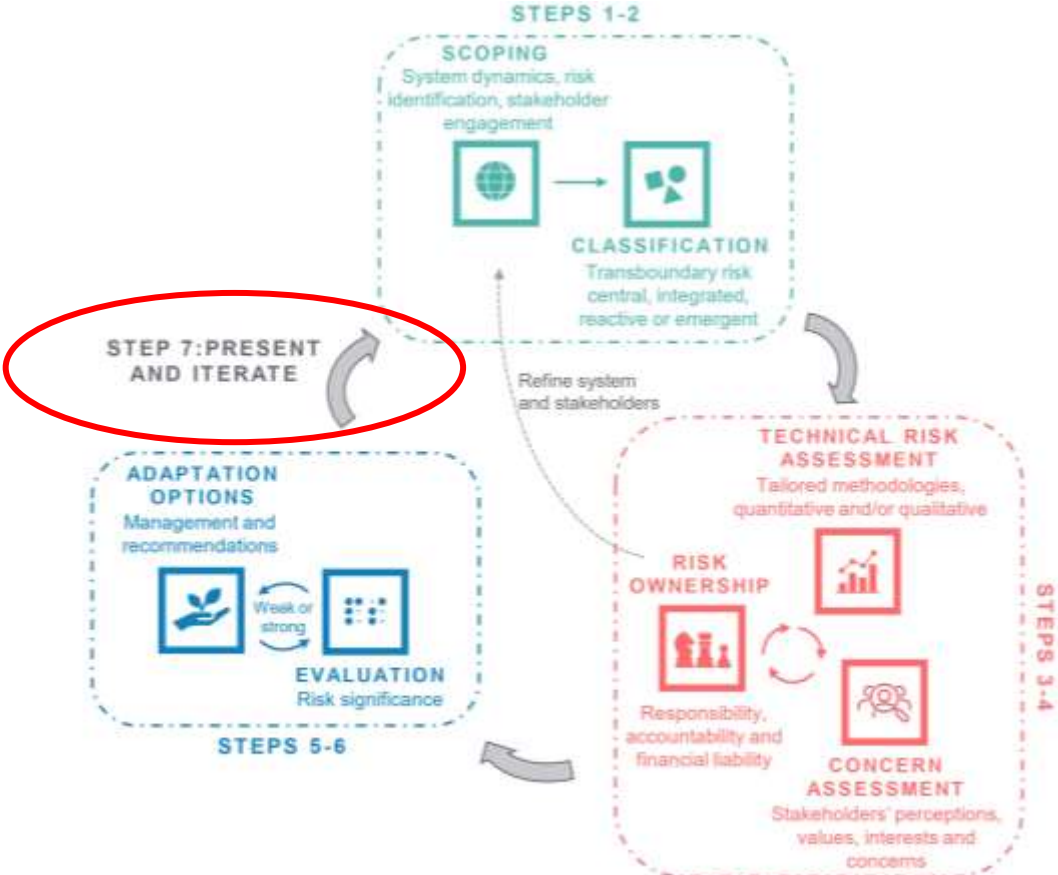 STEPS 1-2
SCOPING
System dynamics, risk
identification, stakeholder
engagement
CLASSIFICATION
Transboundary risk
central, integrated,
reactive or emergent
STEP 7:PRESENT
AND ITERATE
Refine system
and stakeholders
TECHNICAL RISK
ASSESSMENT
Tailored methodologies,
quantitative and/or qualitative
RISK
OWNERSHIP
Responsibility,
accountability and
financial liability
CONCERN
ASSESSMENT
Stakeholders' perceptions,
values, interests and
concerns
STEPS 3-4
ADAPTATION
OPTIONS
Management and
recommendations
Weak or
strong
EVALUATION
Risk significance
STEPS 5-6